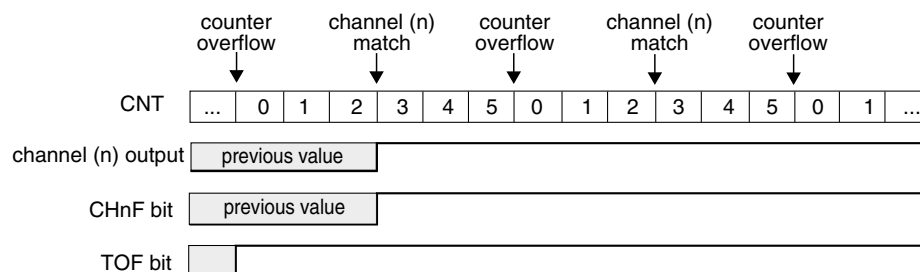 counter overflow
channel (n) match
counter overflow
channel (n) match
counter overflow
CNT ... 0 1 2 3 4 5 0 1 2 3 4 5 0 1 ...
channel (n) output previous value
CHnF bit previous value
TOF bit